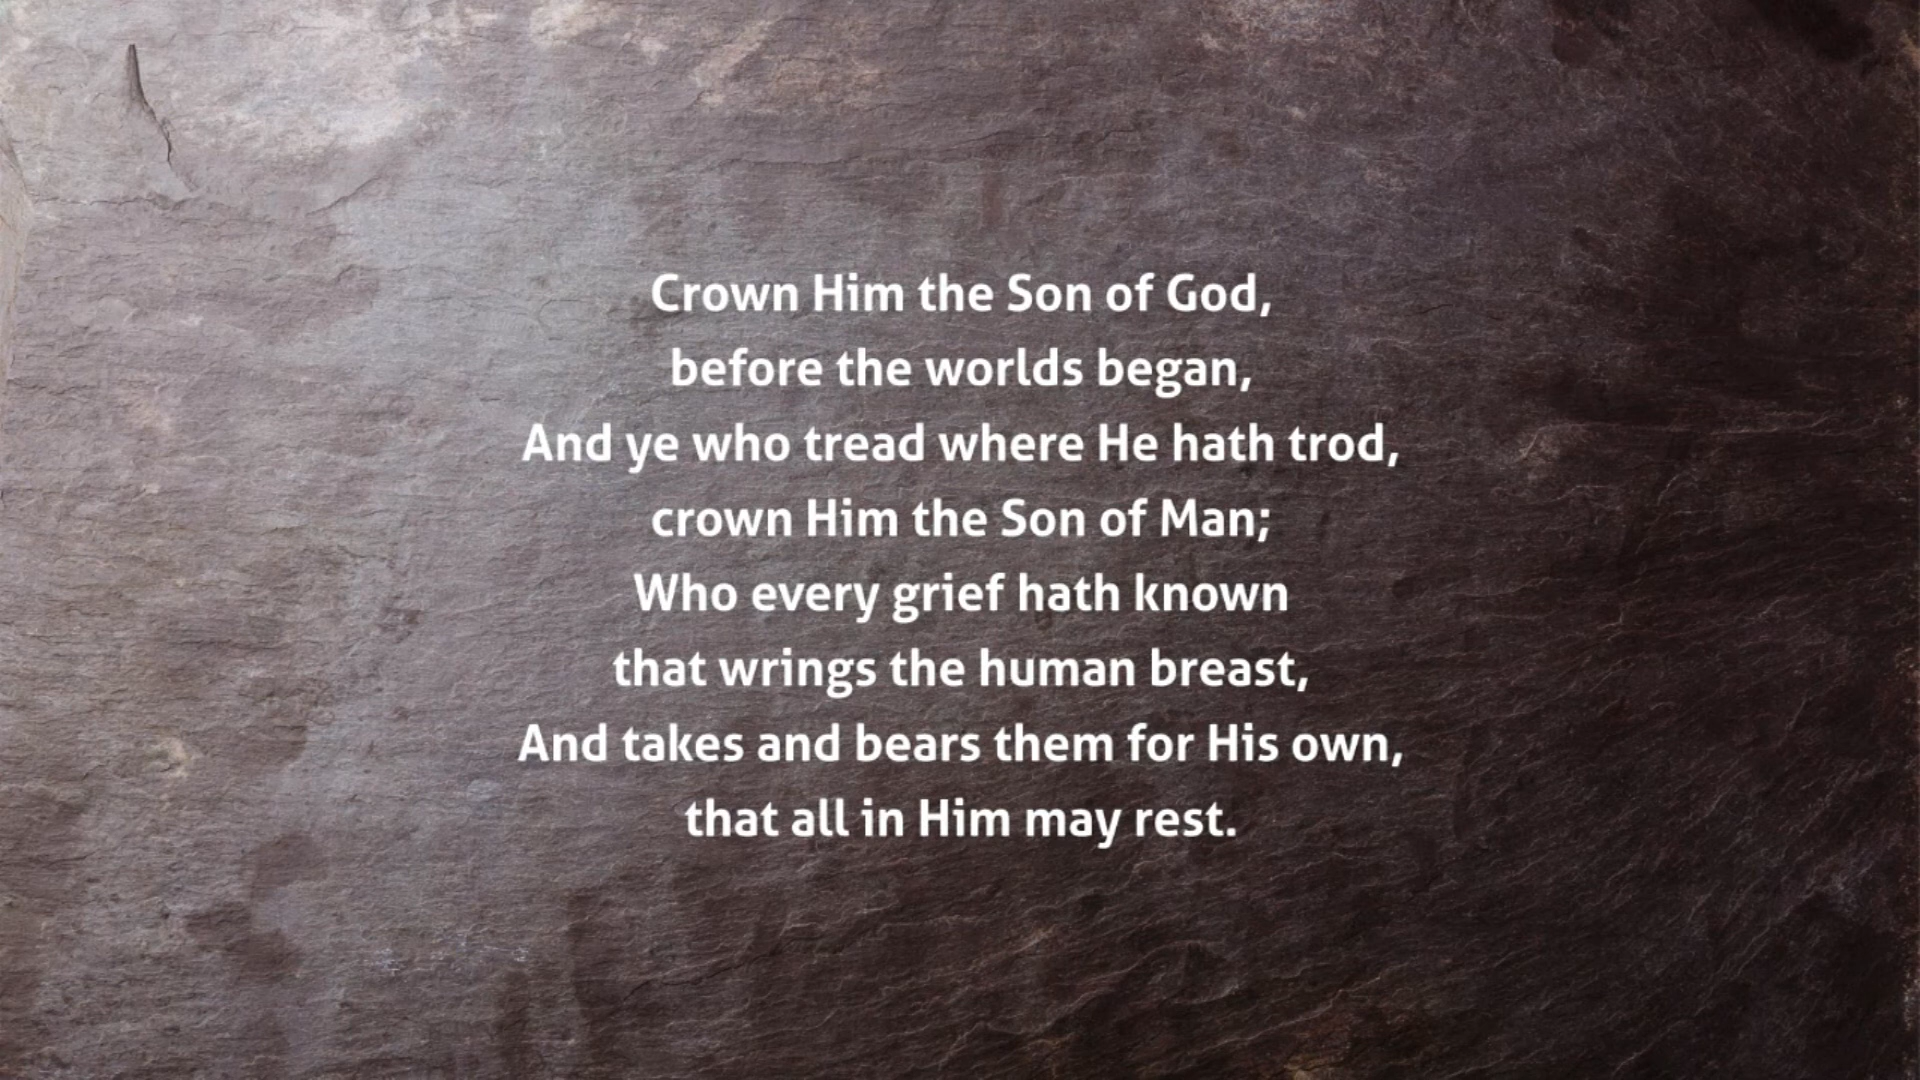 Crown Him the Son of God,
before the worlds began,
And ye who tread where He hath trod,
crown Him the Son of Man;
Who every grief hath known
that wrings the human breast,
And takes and bears them for His own,
that all in Him may rest.